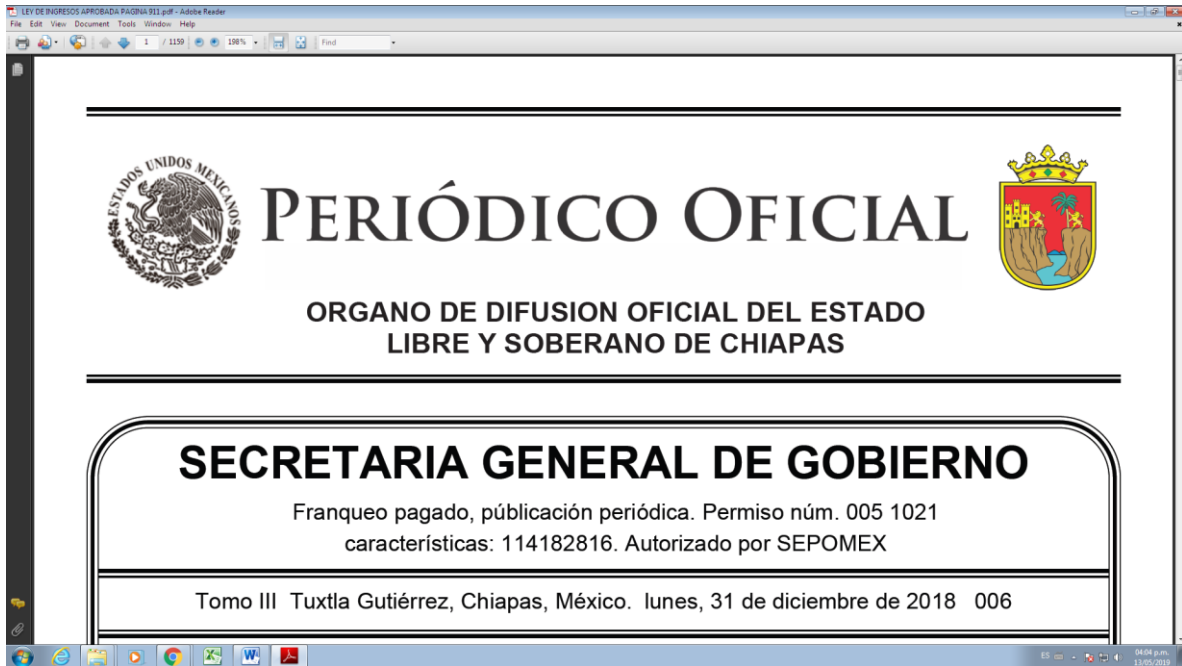 LEY DE INGRESOS APROBADA PAGINA 911.pdf - Adobe Reader
File Edit View Document Tools Window Help
1 / 1159 198% Find
ESTADOS UNIDOS MEXICANOS
PERIÓDICO OFICIAL
ORGANO DE DIFUSION OFICIAL DEL ESTADO
LIBRE Y SOBERANO DE CHIAPAS
SECRETARIA GENERAL DE GOBIERNO
Franqueo pagado, públicación periódica. Permiso núm. 005 1021
características: 114182816. Autorizado por SEPOMEX
Tomo III Tuxtla Gutiérrez, Chiapas, México. lunes, 31 de diciembre de 2018 006
ES 04:04 p.m.
13/05/2019